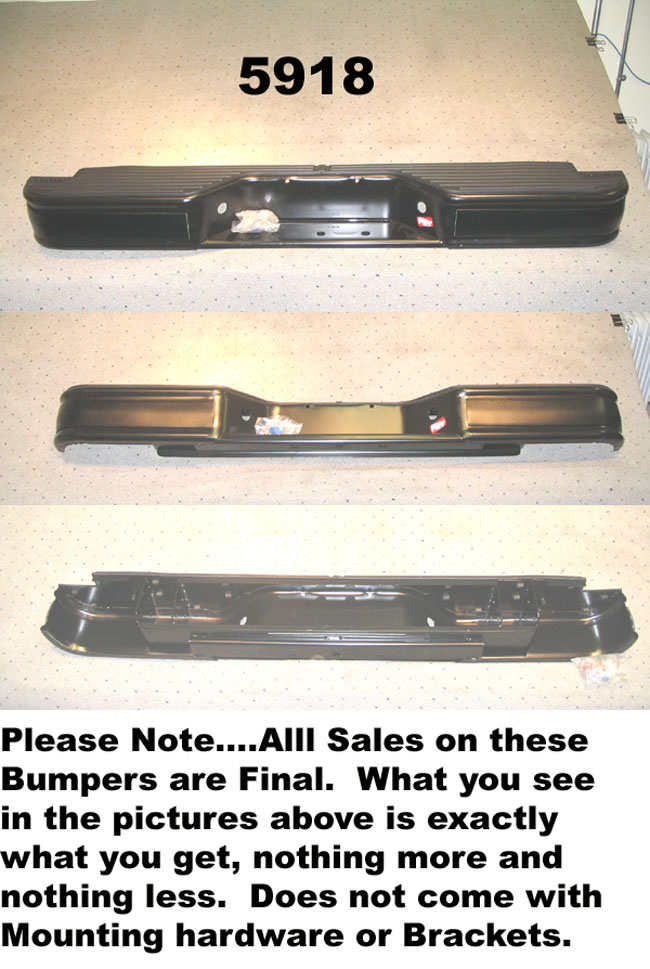 5918
Please Note....Alll Sales on these
Bumpers are Final.  What you see
in the pictures above is exactly
what you get, nothing more and
nothing less.  Does not come with
Mounting hardware or Brackets.